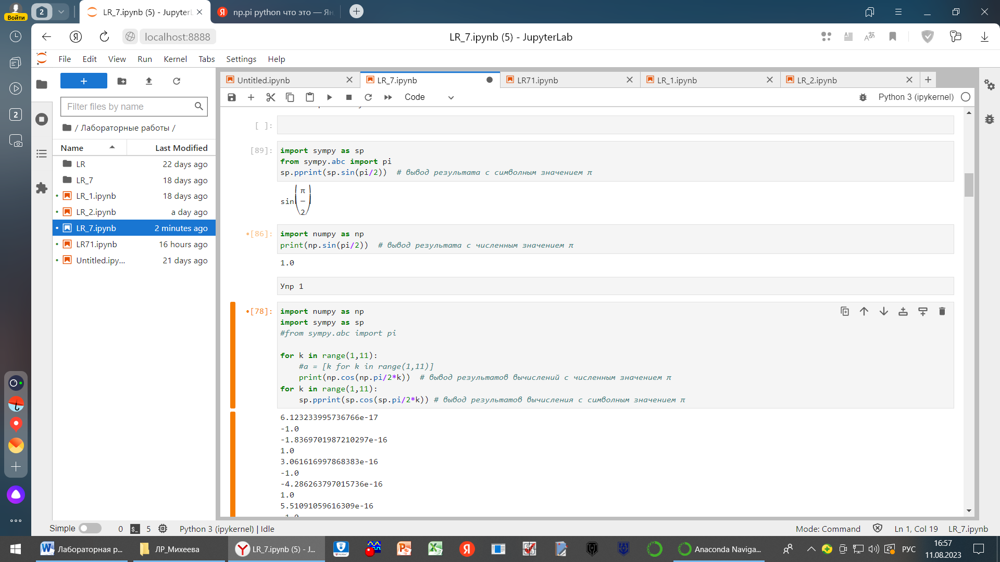 Войти
2
LR_7.ipynb (5) - JupyterL
np.pi python что это — Ян
localhost:8888
LR_7.ipynb (5) - JupyterLab
File Edit View Run Kernel Tabs Settings Help
Untitled.ipynb
LR_7.ipynb
LR71.ipynb
LR_1.ipynb
LR_2.ipynb
Code
Python 3 (ipykernel)
Filter files by name
/ Лабораторные работы /
Name Last Modified
LR 22 days ago
LR_7 18 days ago
LR_1.ipynb 18 days ago
LR_2.ipynb a day ago
LR_7.ipynb 2 minutes ago
LR71.ipynb 16 hours ago
Untitled.ipy... 21 days ago
2
[ ]:
[89]: import sympy as sp
from sympy.abc import pi
sp.pprint(sp.sin(pi/2))  # вывод результата с символным значением π
π
sin ─
2
•[86]: import numpy as np
print(np.sin(pi/2))  # вывод результата с численным значением π
1.0
Упр 1
•[78]: import numpy as np
import sympy as sp
#from sympy.abc import pi
for k in range(1,11):
#a = [k for k in range(1,11)]
print(np.cos(np.pi/2*k))  # вывод результатов вычислений с численным значением π
for k in range(1,11):
sp.pprint(sp.cos(sp.pi/2*k)) # вывод результатов вычисления с символным значением π
6.123233995736766e-17
-1.0
-1.8369701987210297e-16
1.0
3.061616997868383e-16
-1.0
-4.286263797015736e-16
1.0
5.51091059616309e-16
-1.0
Simple 0 $_ 5 Python 3 (ipykernel) | Idle
Mode: Command Ln 1, Col 19 LR_7.ipynb
Лабораторная р...
ЛР_Михеева
LR_7.ipynb (5) - J...
Anaconda Naviga...
РУС
16:57
11.08.2023